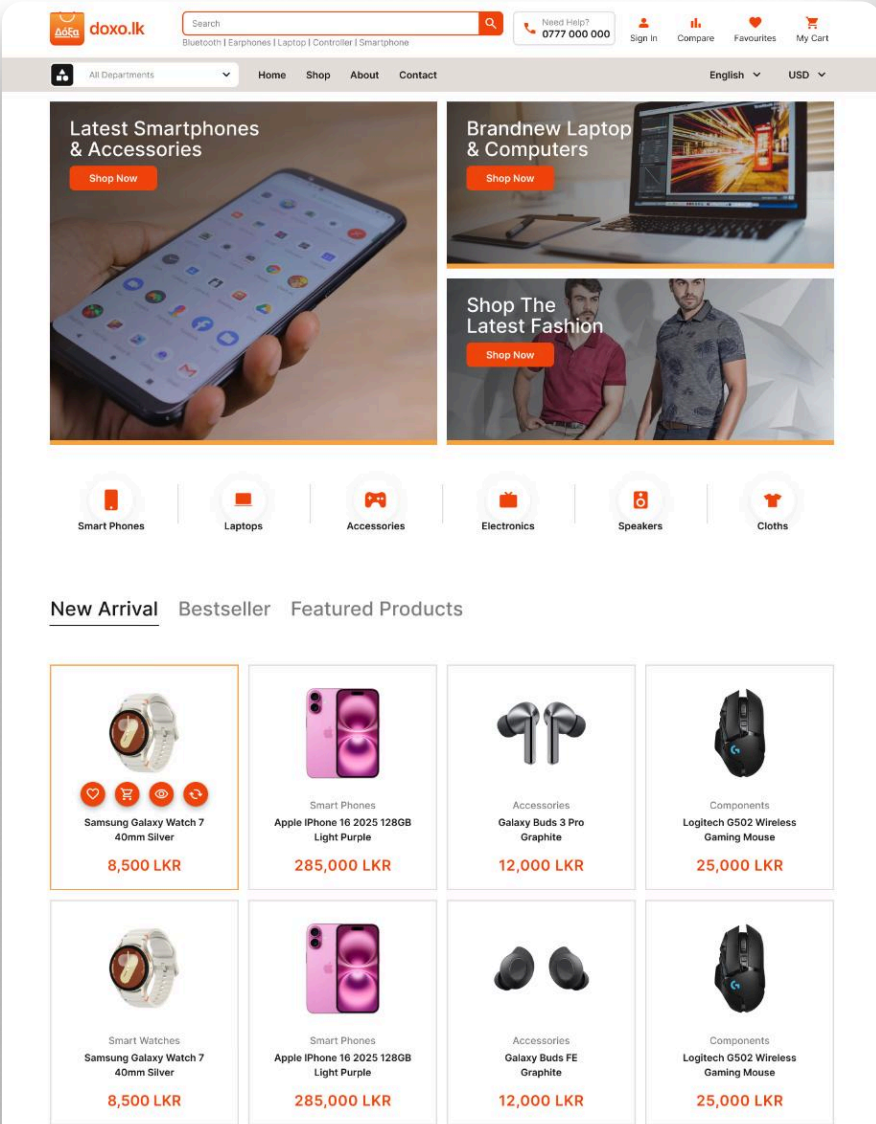 Δόξα
doxo.lk
Search
Bluetooth | Earphones | Laptop | Controller | Smartphone
Need Help?
0777 000 000
Sign In
Compare
Favourites
My Cart
All Departments
Home
Shop
About
Contact
English
USD
Latest Smartphones
& Accessories
Shop Now
Brandnew Laptop
& Computers
Shop Now
Shop The
Latest Fashion
Shop Now
Smart Phones
Laptops
Accessories
Electronics
Speakers
Cloths
New Arrival
Bestseller
Featured Products
Samsung Galaxy Watch 7
40mm Silver
8,500 LKR
Smart Phones
Apple IPhone 16 2025 128GB
Light Purple
285,000 LKR
Accessories
Galaxy Buds 3 Pro
Graphite
12,000 LKR
Components
Logitech G502 Wireless
Gaming Mouse
25,000 LKR
Smart Watches
Samsung Galaxy Watch 7
40mm Silver
8,500 LKR
Smart Phones
Apple IPhone 16 2025 128GB
Light Purple
285,000 LKR
Accessories
Galaxy Buds FE
Graphite
12,000 LKR
Components
Logitech G502 Wireless
Gaming Mouse
25,000 LKR